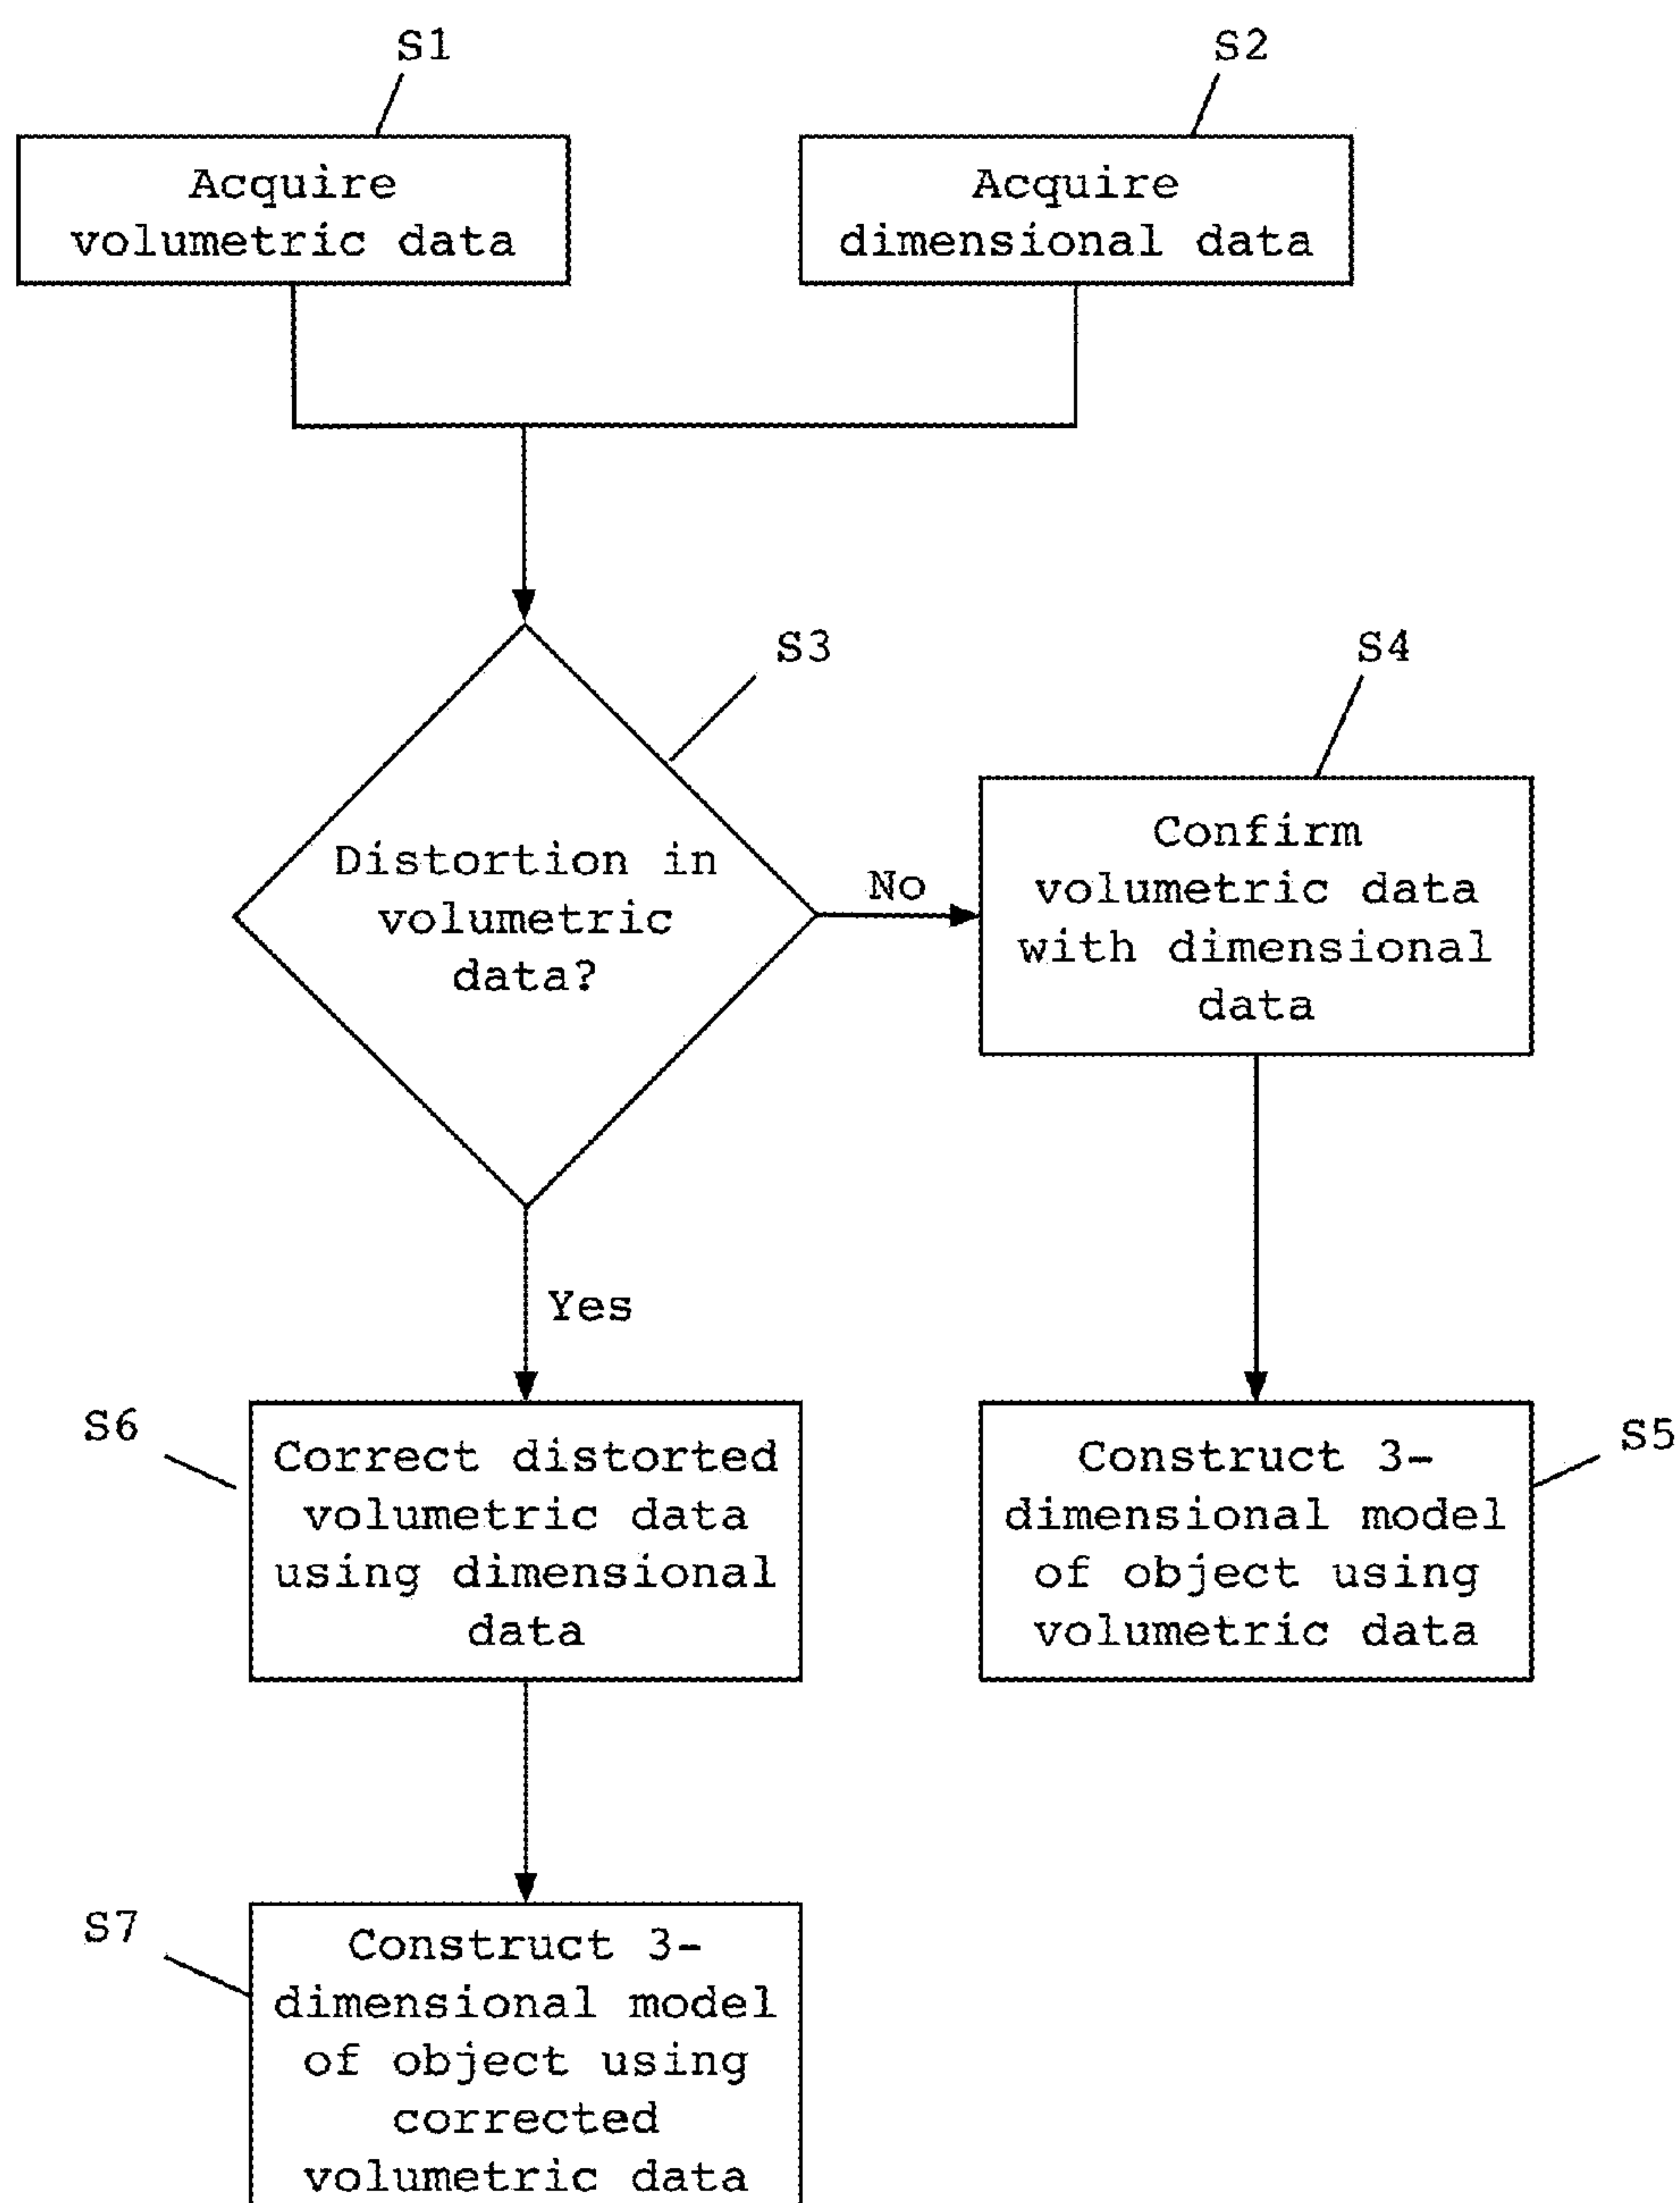 S1
S2
Acquire
volumetric data
Acquire
dimensional data
S3
S4
Distortion in
volumetric
data?
No
Confirm
volumetric data
with dimensional
data
Yes
S6
Correct distorted
volumetric data
using dimensional
data
Construct 3-
dimensional model
of object using
volumetric data
S5
S7
Construct 3-
dimensional model
of object using
corrected
volumetric data